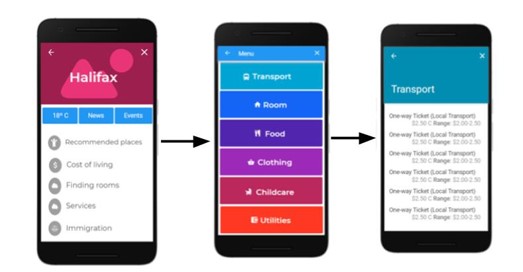 Halifax
18° C
News
Events
Recommended places
Cost of living
Finding rooms
Services
Immigration
Menu
Transport
Room
Food
Clothing
Childcare
Utilities
Transport
One-way Ticket (Local Transport)
$2.50 C Range: $2.00-2.50
One-way Ticket (Local Transport)
$2.50 C Range: $2.00-2.50
One-way Ticket (Local Transport)
$2.50 C Range: $2.00-2.50
One-way Ticket (Local Transport)
$2.50 C Range: $2.00-2.50
One-way Ticket (Local Transport)
$2.50 C Range: $2.00-2.50
One-way Ticket (Local Transport)
$2.50 C Range: $2.00-2.50